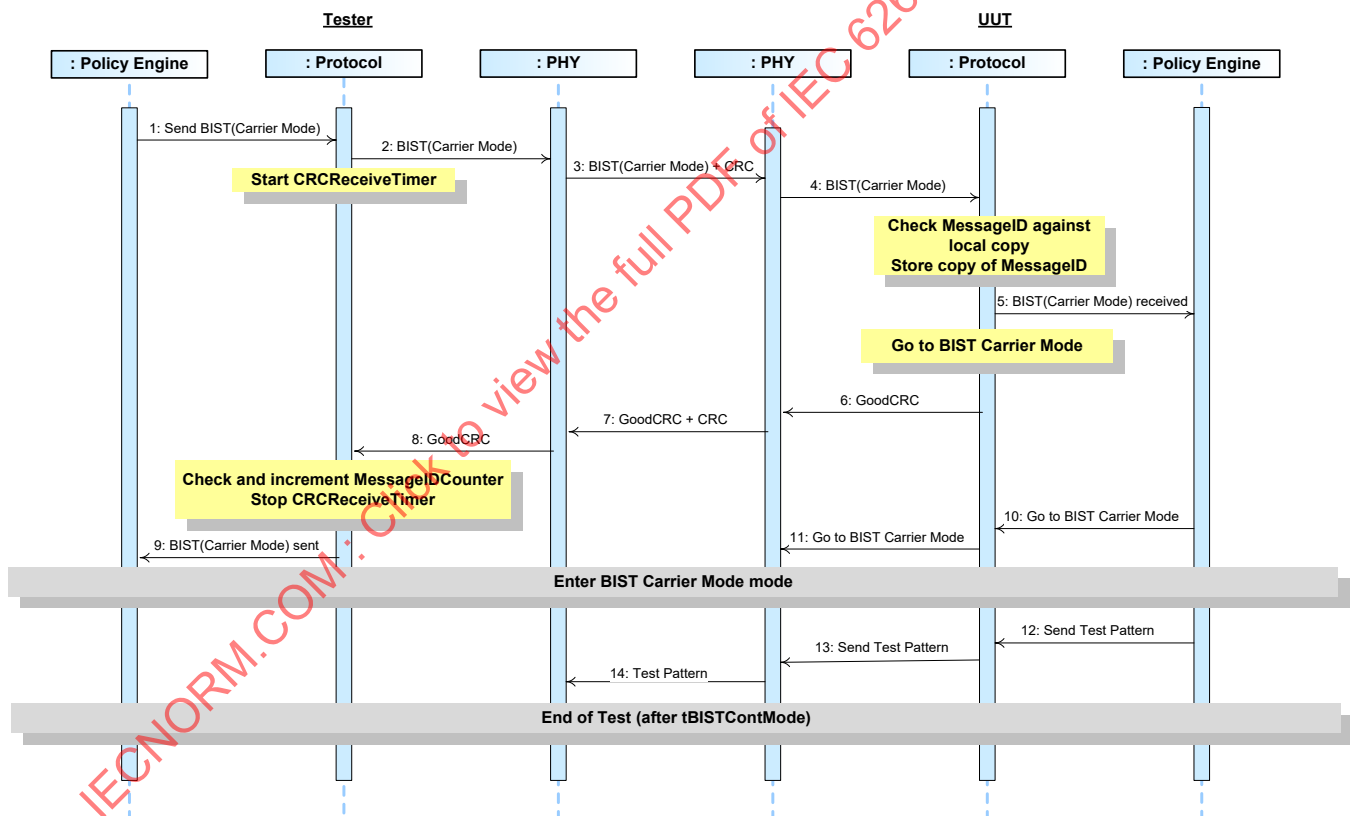 Tester
UUT
: Policy Engine
: Protocol
: PHY
: PHY
: Protocol
: Policy Engine
1: Send BIST(Carrier Mode)
2: BIST(Carrier Mode)
Start CRCReceiveTimer
3: BIST(Carrier Mode) + CRC
4: BIST(Carrier Mode)
Check MessageID against
local copy
Store copy of MessageID
5: BIST(Carrier Mode) received
Go to BIST Carrier Mode
6: GoodCRC
7: GoodCRC + CRC
8: GoodCRC
Check and increment MessageIDCounter
Stop CRCReceiveTimer
10: Go to BIST Carrier Mode
11: Go to BIST Carrier Mode
9: BIST(Carrier Mode) sent
Enter BIST Carrier Mode mode
12: Send Test Pattern
13: Send Test Pattern
14: Test Pattern
End of Test (after tBISTContMode)
IECNORM.COM: Click to view the full PDF of IEC 626